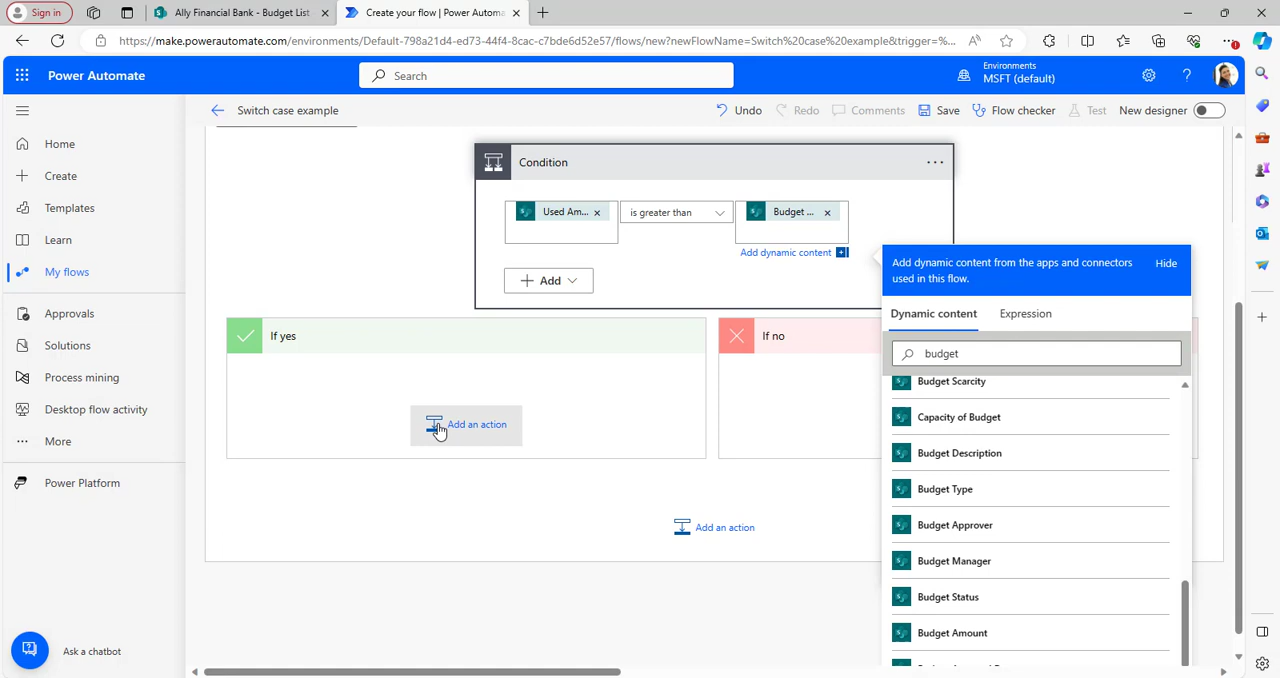 Sign in
Ally Financial Bank - Budget List
Create your flow | Power Automa
https://make.powerautomate.com/environments/Default-798a21d4-ed73-44f4-8cac-c7bde6d52e57/flows/new?newFlowName=Switch%20case%20example&trigger=%...
Power Automate
Search
Environments
MSFT (default)
Switch case example
Undo
Redo
Comments
Save
Flow checker
Test
New designer
Home
Create
Templates
Learn
My flows
Approvals
Solutions
Process mining
Desktop flow activity
More
Power Platform
Ask a chatbot
Condition
Used Am...
is greater than
Budget ...
Add dynamic content
Add
If yes
Add an action
If no
Add an action
Add dynamic content from the apps and connectors
used in this flow.
Hide
Dynamic content
Expression
budget
Budget Scarcity
Capacity of Budget
Budget Description
Budget Type
Budget Approver
Budget Manager
Budget Status
Budget Amount